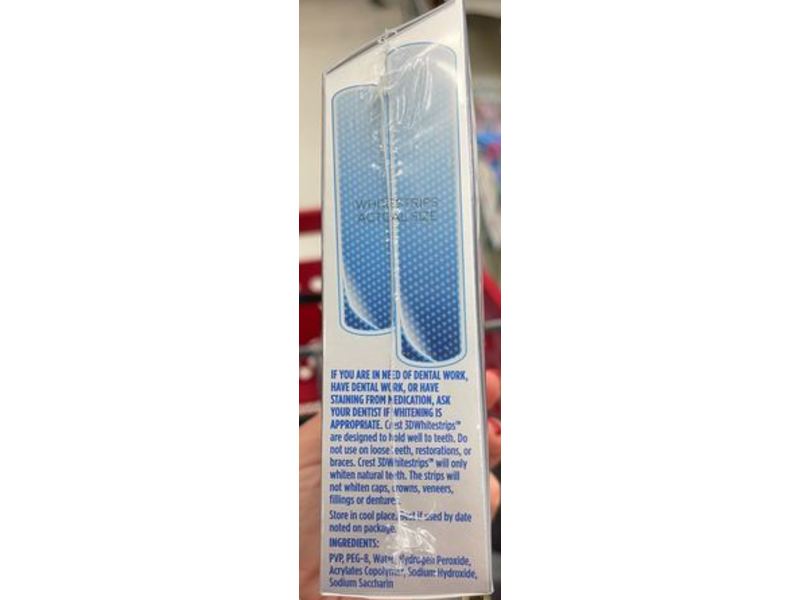 WHITESTRIPS
ACTUAL SIZE
IF YOU ARE IN NEED OF DENTAL WORK,
HAVE DENTAL WORK, OR HAVE
STAINING FROM MEDICATION, ASK
YOUR DENTIST IF WHITENING IS
APPROPRIATE. Crest 3DWhitestrips™
are designed to hold well to teeth. Do
not use on loose teeth, restorations, or
braces. Crest 3DWhitestrips™ will only
whiten natural teeth. The strips will
not whiten caps, crowns, veneers,
fillings or dentures.
Store in cool place. Best if used by date
noted on package.
INGREDIENTS:
PVP, PEG-8, Water, Hydrogen Peroxide,
Acrylates Copolymer, Sodium Hydroxide,
Sodium Saccharin